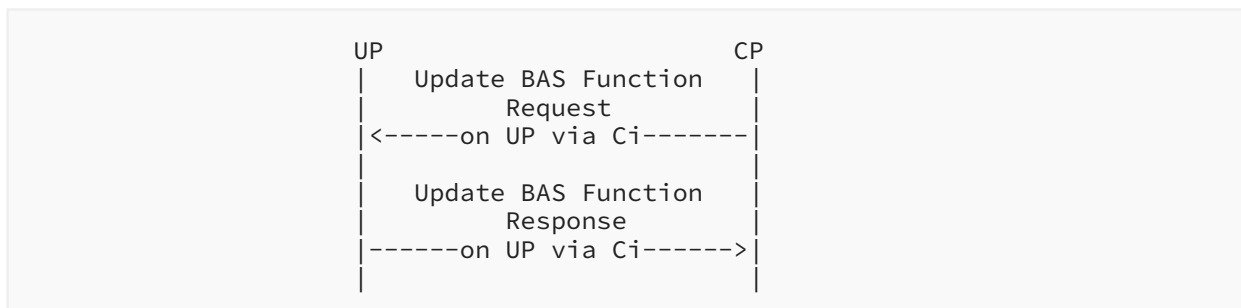 UP                                CP
|   Update BAS Function    |
|           Request            |
|<-----on UP via Ci-------|
|                                  |
|   Update BAS Function    |
|           Response           |
|------on UP via Ci------>|
|                                  |